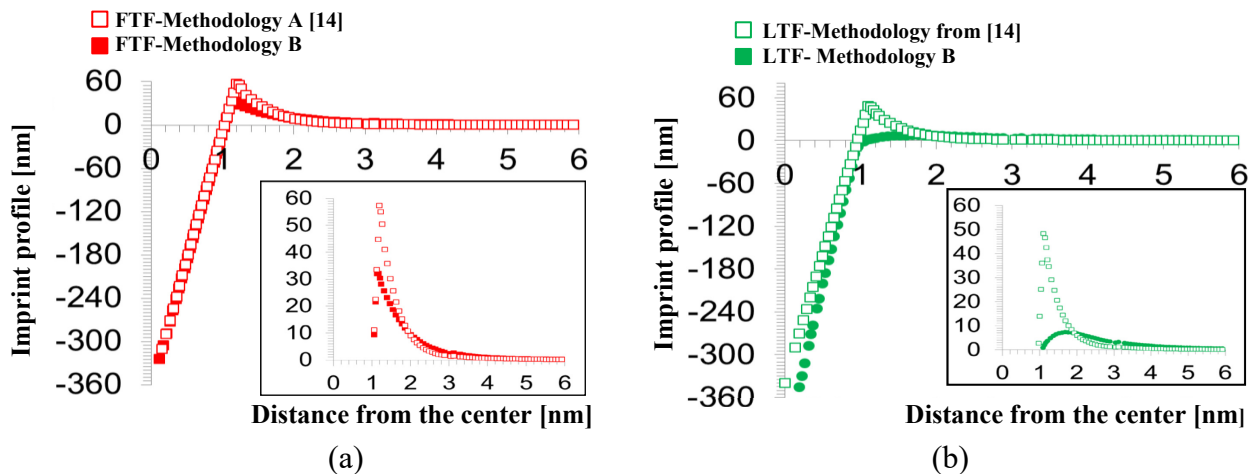 FTF-Methodology A [14]
FTF-Methodology B
60
0
-60
-120
-180
-240
-300
-360
0 1 2 3 4 5 6
Imprint profile [nm]
60
50
40
30
20
10
0
0 1 2 3 4 5 6
Distance from the center [nm]
(a)
LTF-Methodology from [14]
LTF- Methodology B
60
0
-60
-120
-180
-240
-300
-360
0 1 2 3 4 5 6
Imprint profile [nm]
60
50
40
30
20
10
0
0 1 2 3 4 5 6
Distance from the center [nm]
(b)